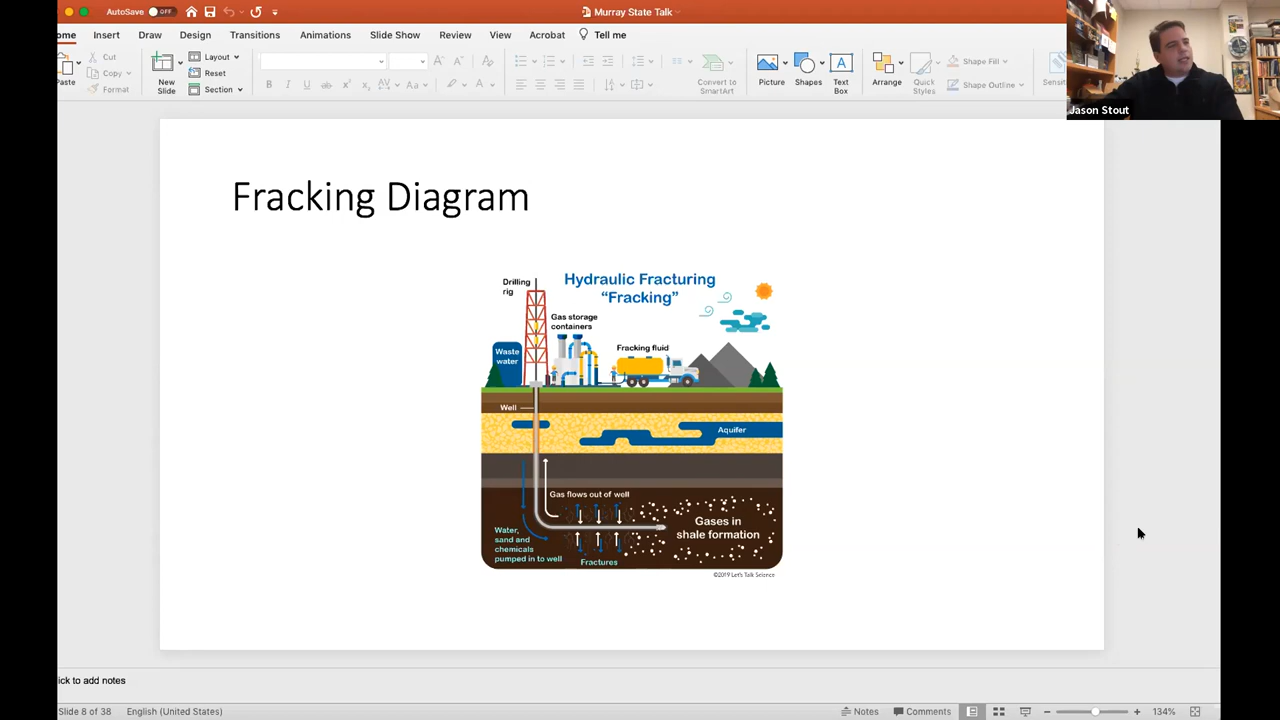 AutoSave OFF
Murray State Talk
ome Insert Draw Design Transitions Animations Slide Show Review View Acrobat Tell me
Paste
Cut
Copy
Format
New
Slide
Layout
Reset
Section
Convert to
SmartArt
Picture
Shapes
Text
Box
Arrange
Quick
Styles
Shape Fill
Shape Outline
Sensiti
Jason Stout
Fracking Diagram
Hydraulic Fracturing
“Fracking”
Drilling
rig
Gas storage
containers
Fracking fluid
Waste
water
Well
Aquifer
Gas flows out of well
Gases in
shale formation
Water,
sand and
chemicals
pumped in to well
Fractures
©2019 Let's Talk Science
ick to add notes
Slide 8 of 38 English (United States)
Notes Comments 134%